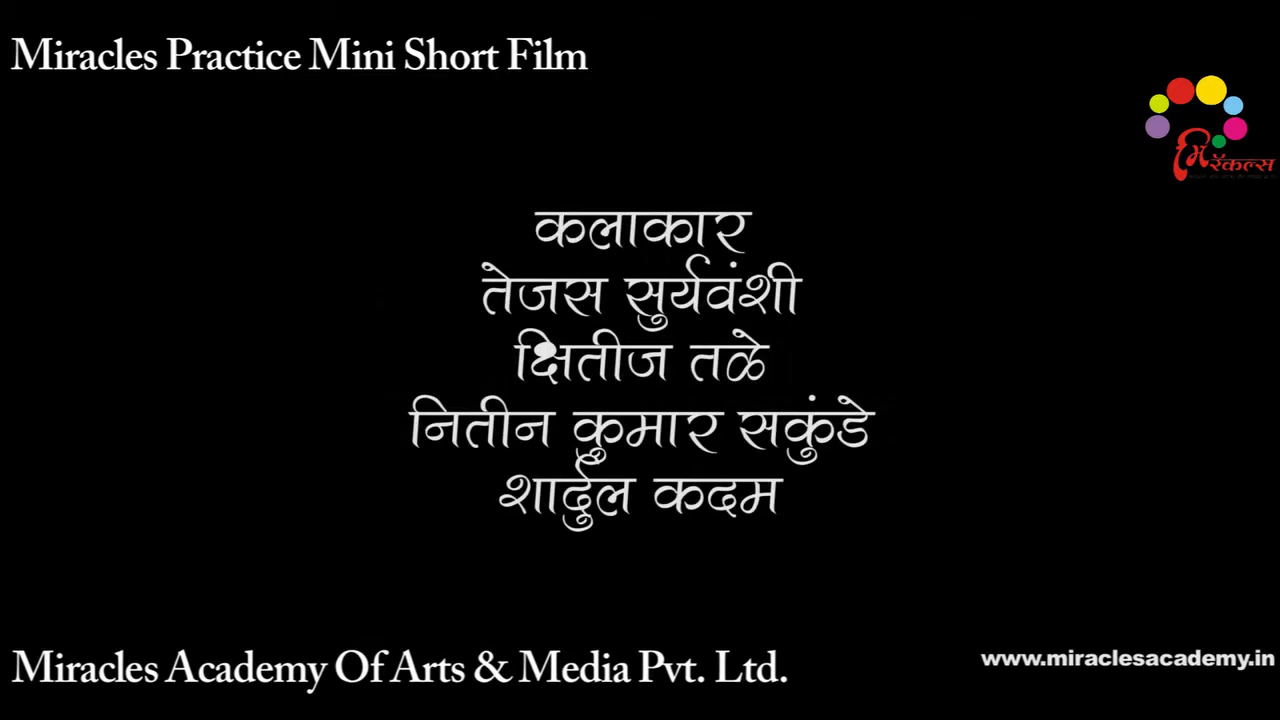 Miracles Practice Mini Short Film
मिरॅकल्स
कलाकार
तेजस सुर्यवंशी
क्षितीज तळे
नितीन कुमार सकुंडे
शार्दुल कदम
Miracles Academy Of Arts & Media Pvt. Ltd.
www.miraclesacademy.in